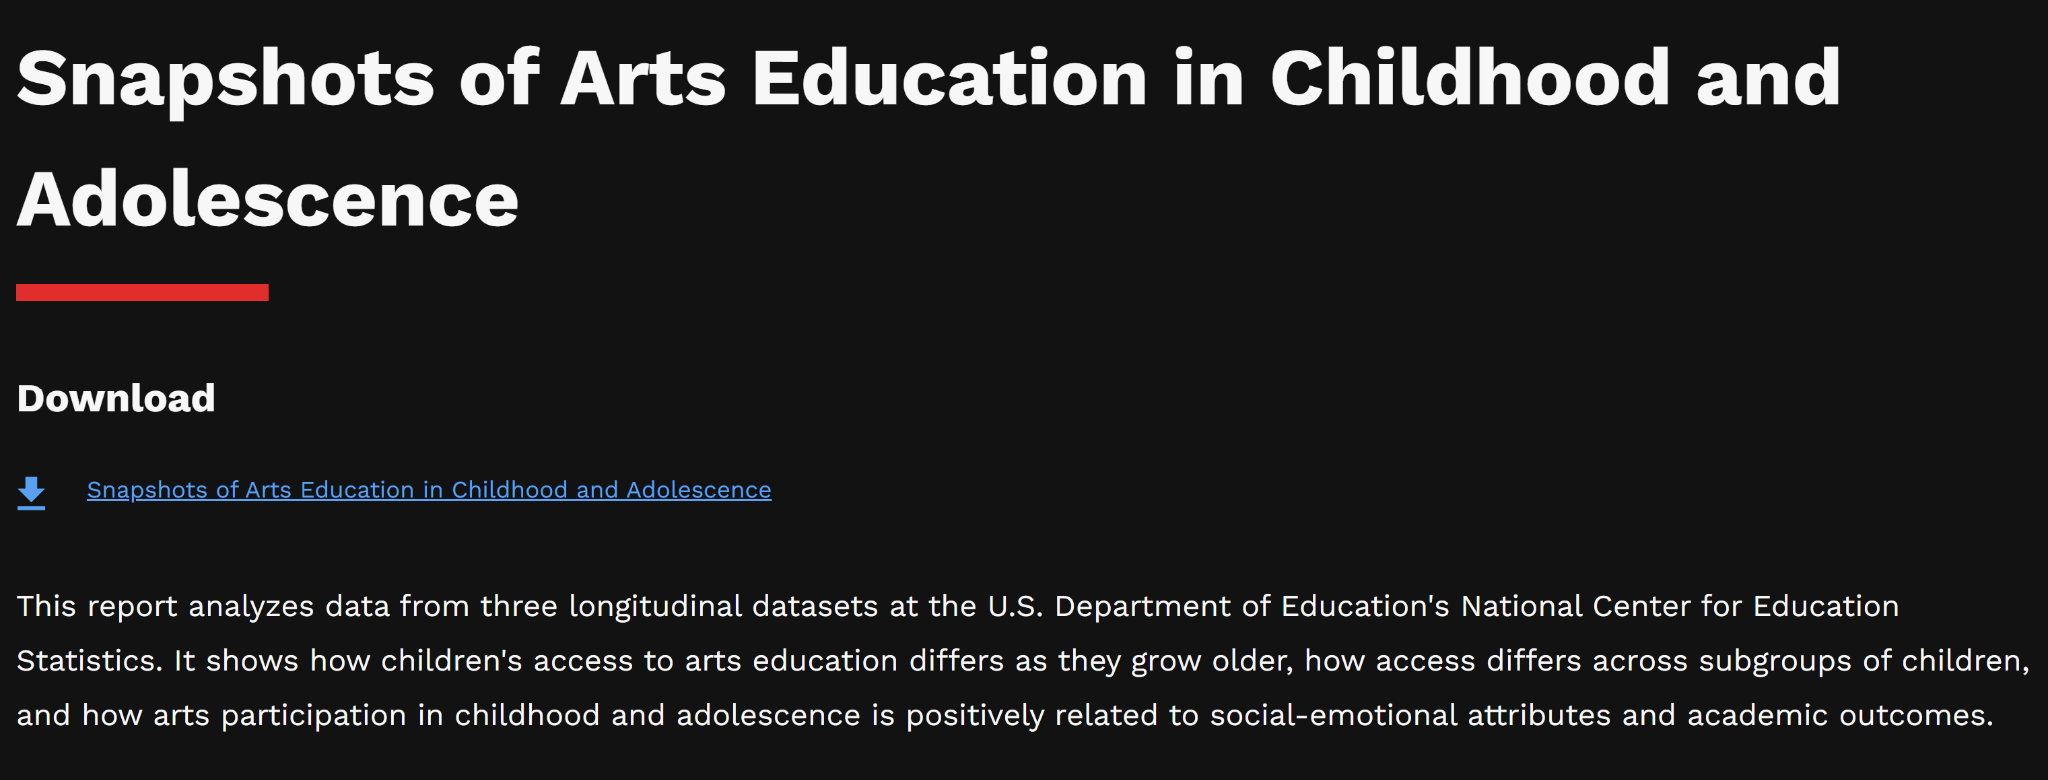 Snapshots of Arts Education in Childhood and
Adolescence
Download
Snapshots of Arts Education in Childhood and Adolescence
This report analyzes data from three longitudinal datasets at the U.S. Department of Education's National Center for Education
Statistics. It shows how children's access to arts education differs as they grow older, how access differs across subgroups of children,
and how arts participation in childhood and adolescence is positively related to social-emotional attributes and academic outcomes.